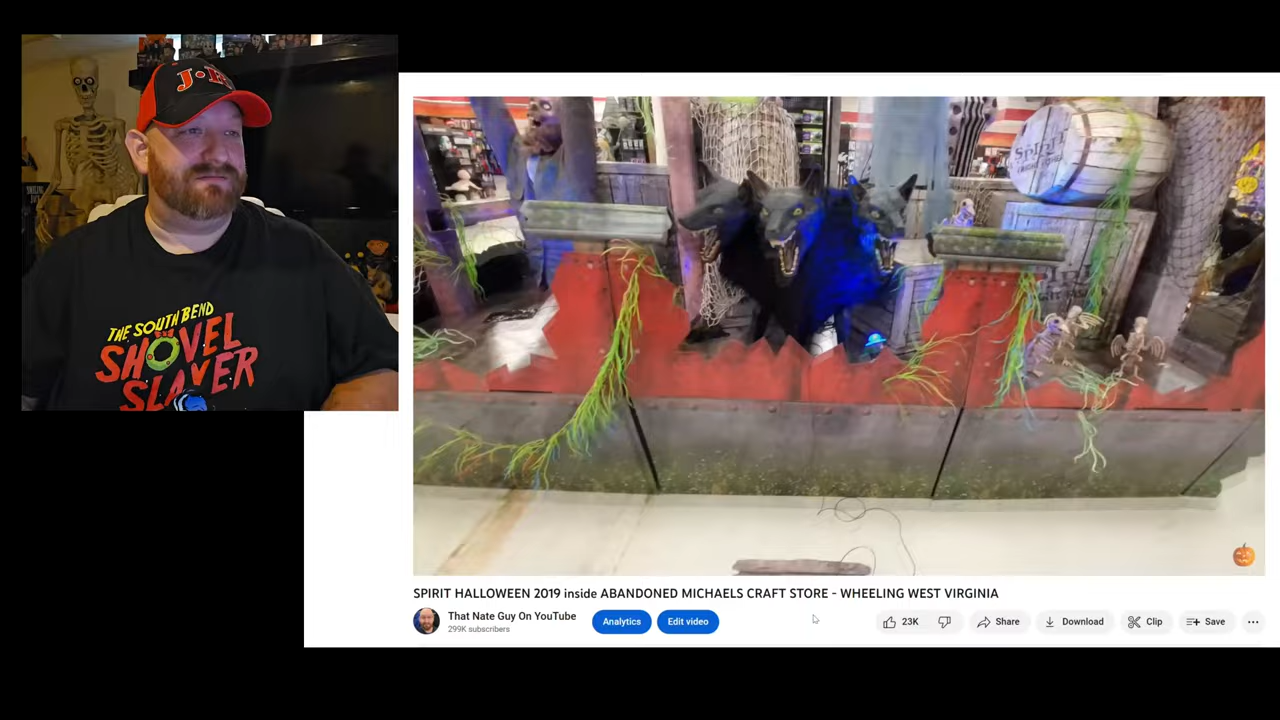 THE SOUTH BEND
SHOVEL
SLAYER
SPIRIT
SPIRIT HALLOWEEN 2019 inside ABANDONED MICHAELS CRAFT STORE - WHEELING WEST VIRGINIA
That Nate Guy On YouTube
299K subscribers
Analytics
Edit video
23K
Share
Download
Clip
Save